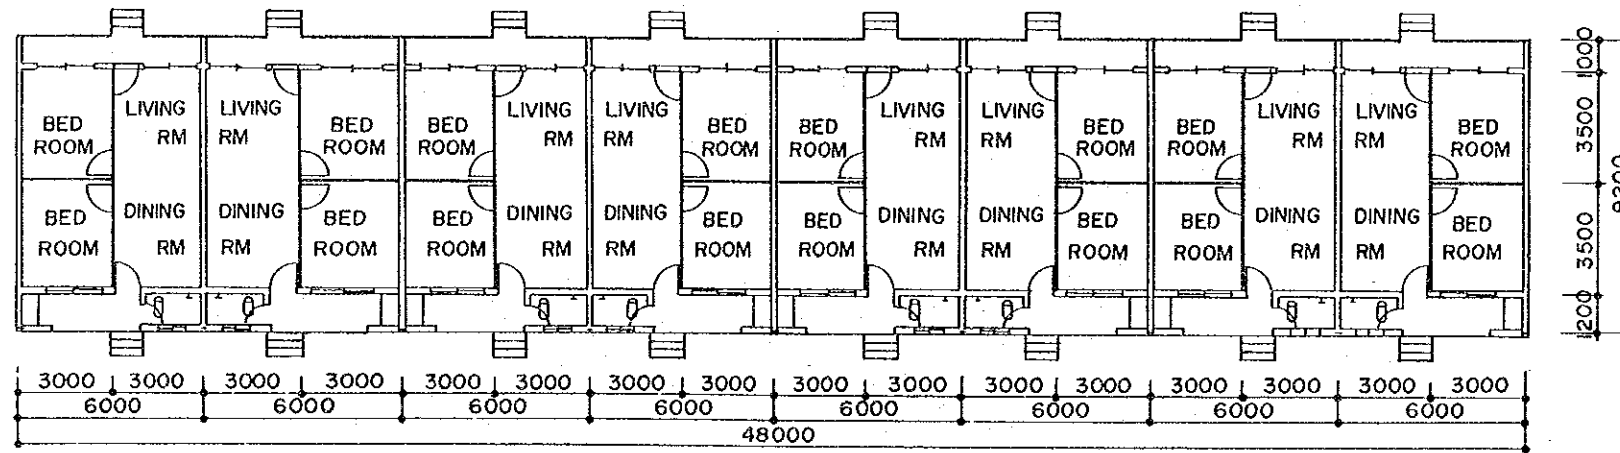 LIVING LIVING LIVING LIVING LIVING LIVING LIVING LIVING
BED RM RM BED BED RM RM BED BED RM RM BED BED RM RM BED
ROOM ROOM ROOM ROOM ROOM ROOM ROOM ROOM
BED DINING DINING BED BED DINING DINING BED BED DINING DINING BED BED DINING DINING BED
ROOM RM RM ROOM ROOM RM RM ROOM ROOM RM RM ROOM ROOM RM RM ROOM
3000 3000 3000 3000 3000 3000 3000 3000 3000 3000 3000 3000 3000 3000 3000 3000
6000 6000 6000 6000 6000 6000 6000 6000
48000
1000
3500
3500
1200